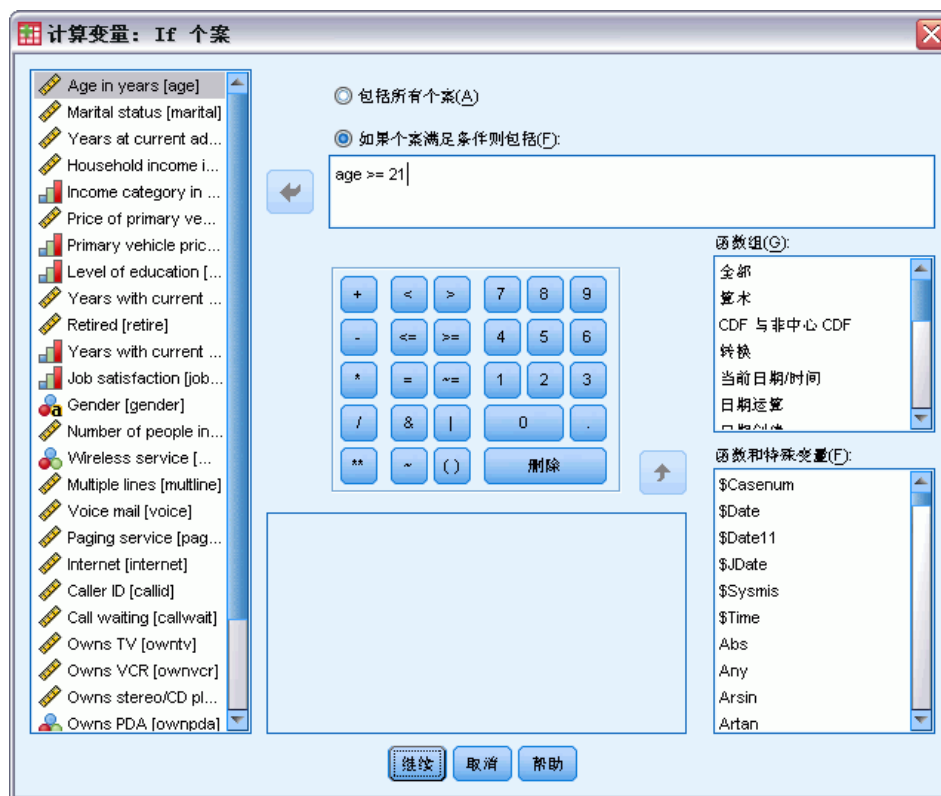 计算变量: If 个案
Age in years [age]
Marital status [marital]
Years at current ad...
Household income i...
Income category in ...
Price of primary ve...
Primary vehicle pric...
Level of education [...
Years with current ...
Retired [retire]
Years with current ...
Job satisfaction [job...
Gender [gender]
Number of people in...
Wireless service [...
Multiple lines [multline]
Voice mail [voice]
Paging service [pag...
Internet [internet]
Caller ID [callid]
Call waiting [callwait]
Owns TV [owntv]
Owns VCR [ownvcr]
Owns stereo/CD pl...
Owns PDA [ownpda]
包括所有个案(A)
如果个案满足条件则包括(F):
age >= 21
+ < > 7 8 9
- <= >= 4 5 6
* = ~= 1 2 3
/ & | 0 .
** ~ ( ) 删除
函数组(G):
全部
算术
CDF 与非中心 CDF
转换
当前日期/时间
日期运算
日期创建
函数和特殊变量(F):
$Casenum
$Date
$Date11
$JDate
$Sysmis
$Time
Abs
Any
Arsin
Artan
继续 取消 帮助